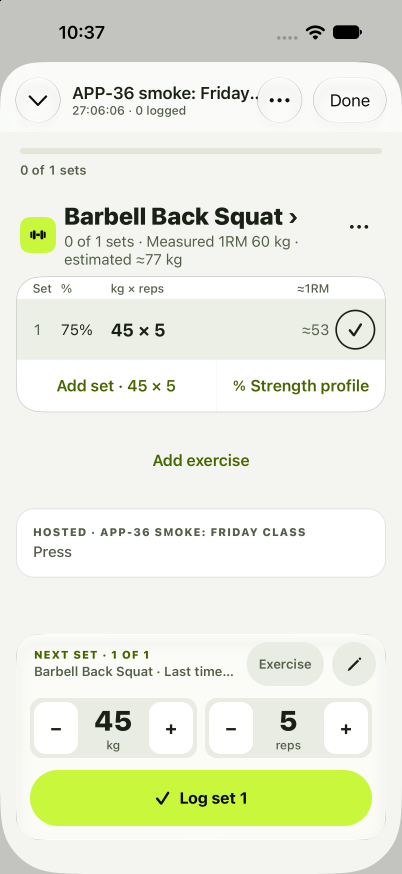 10:37
APP-36 smoke: Friday...
27:06:06 · 0 logged
Done
0 of 1 sets
Barbell Back Squat ›
0 of 1 sets · Measured 1RM 60 kg ·
estimated ≈77 kg
Set % kg × reps ≈1RM
1 75% 45 × 5 ≈53
Add set · 45 × 5
% Strength profile
Add exercise
HOSTED · APP-36 SMOKE: FRIDAY CLASS
Press
NEXT SET · 1 OF 1
Barbell Back Squat · Last time...
Exercise
− 45 + − 5 +
kg reps
✓ Log set 1